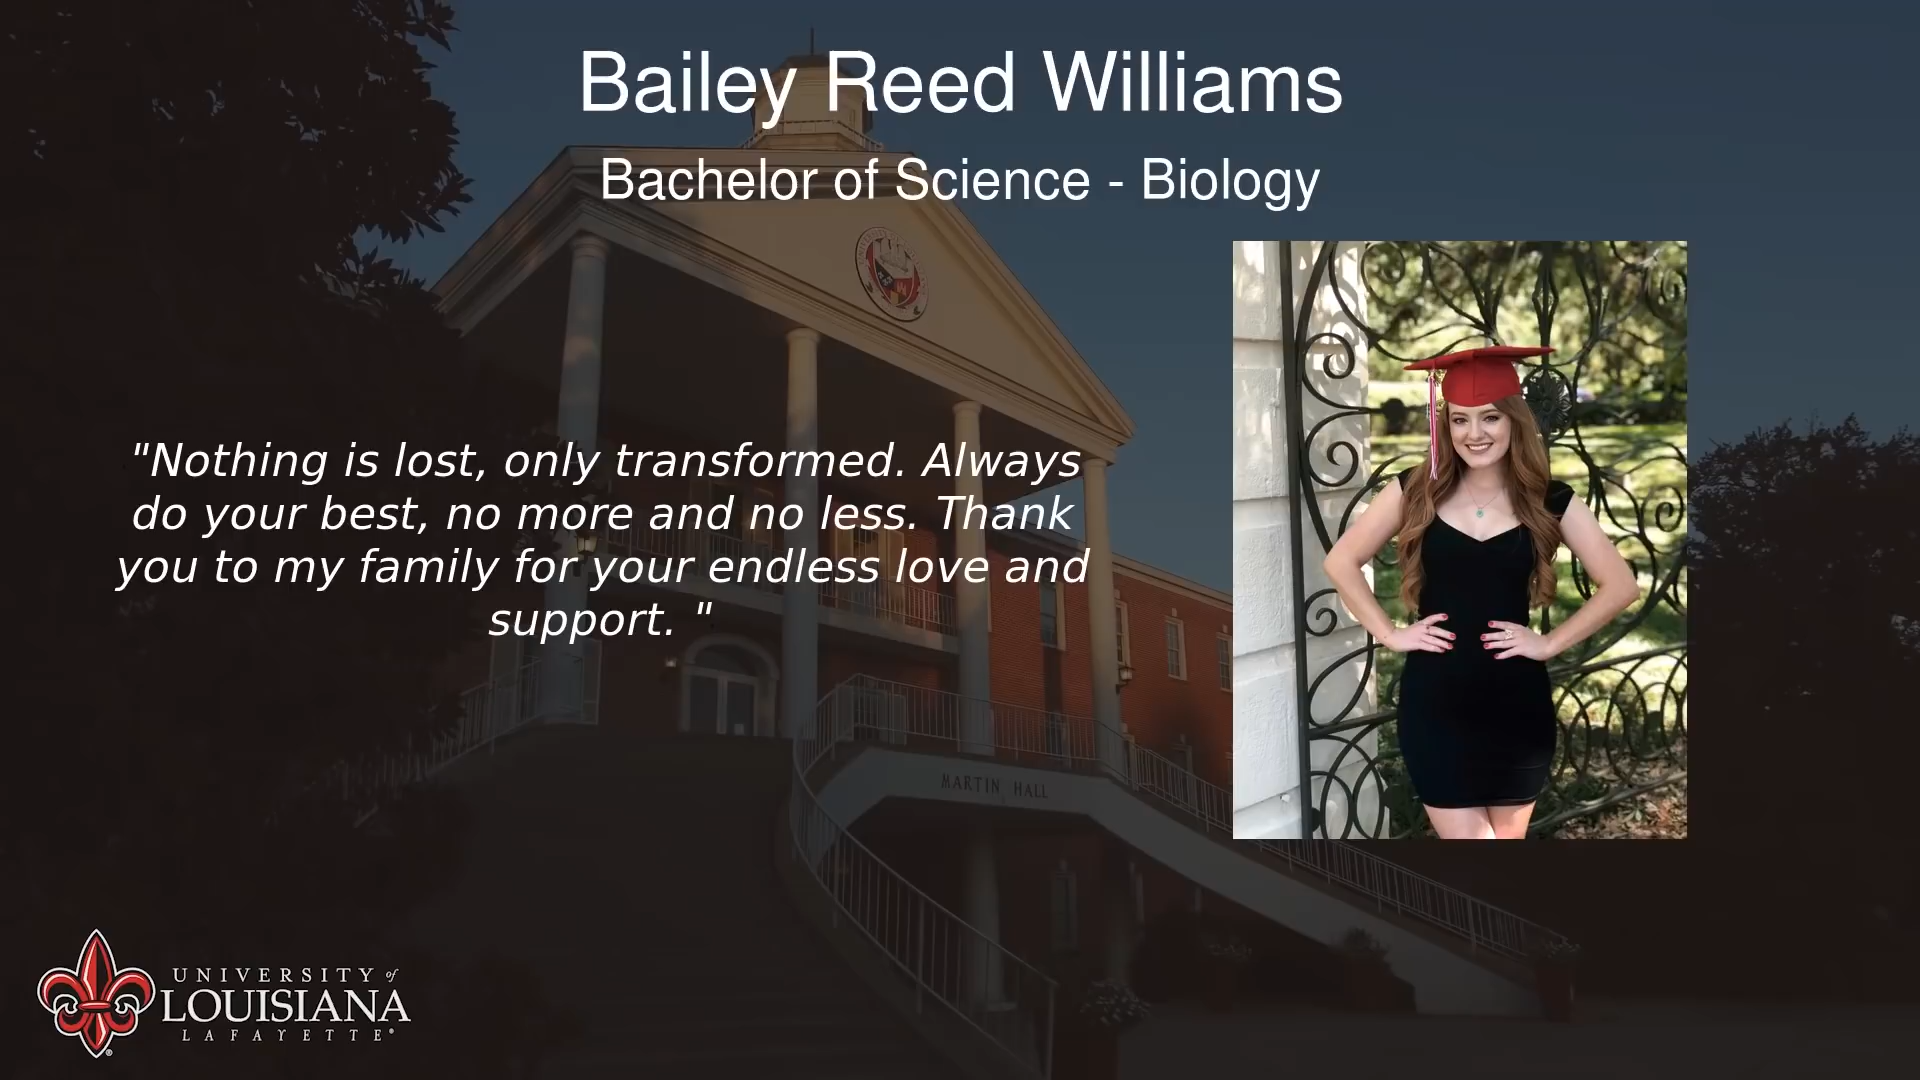 Bailey Reed Williams
Bachelor of Science - Biology
"Nothing is lost, only transformed. Always
do your best, no more and no less. Thank
you to my family for your endless love and
support. "
MARTIN HALL
UNIVERSITY of
LOUISIANA
LAFAYETTE®
®